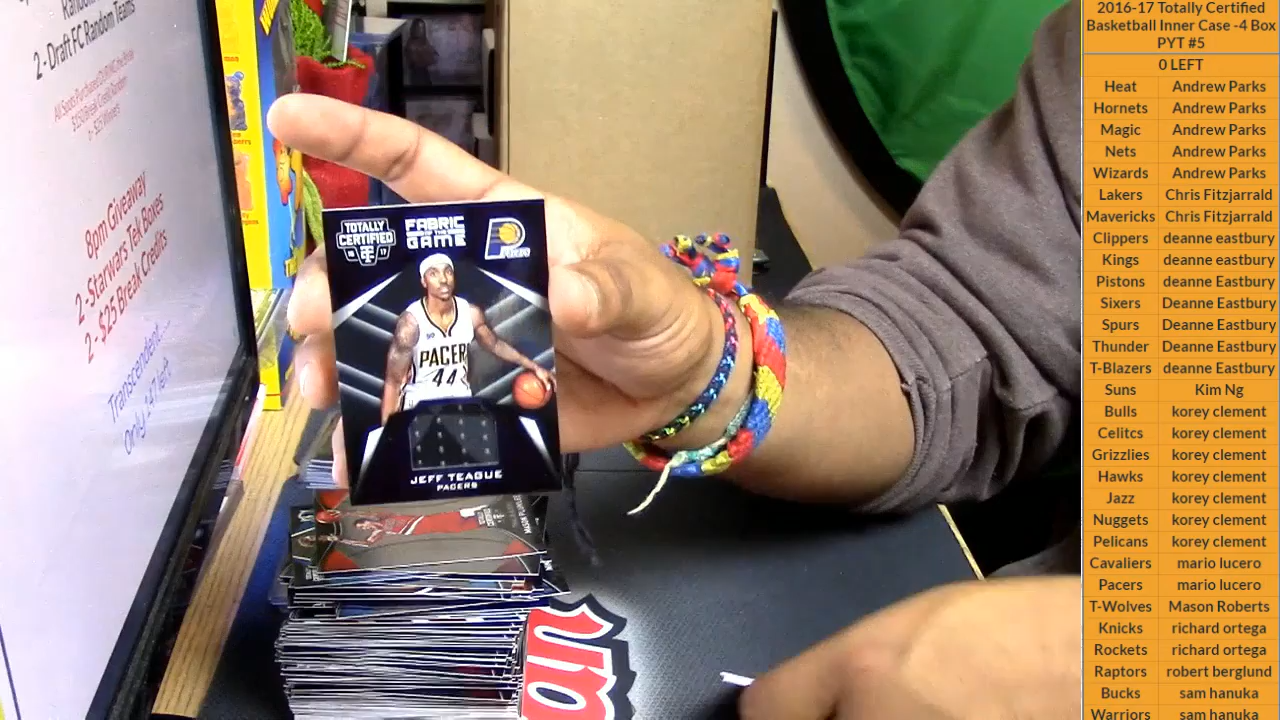 2 - Draft FC Random Teams
8pm Giveaway
2 - Starwars Tek Boxes
2 - $25 Break Credits
Transcendent...
Only
left
TOTALLY
CERTIFIED
16 17
FABRIC
OF THE
GAME
PACERS
44
JEFF TEAGUE
PACERS
2016-17 Totally Certified
Basketball Inner Case -4 Box
PYT #5
0 LEFT
Heat Andrew Parks
Hornets Andrew Parks
Magic Andrew Parks
Nets Andrew Parks
Wizards Andrew Parks
Lakers Chris Fitzjarrald
Mavericks Chris Fitzjarrald
Clippers deanne eastbury
Kings deanne eastbury
Pistons deanne Eastbury
Sixers Deanne Eastbury
Spurs Deanne Eastbury
Thunder Deanne Eastbury
T-Blazers deanne Eastbury
Suns Kim Ng
Bulls korey clement
Celitcs korey clement
Grizzlies korey clement
Hawks korey clement
Jazz korey clement
Nuggets korey clement
Pelicans korey clement
Cavaliers mario lucero
Pacers mario lucero
T-Wolves Mason Roberts
Knicks richard ortega
Rockets richard ortega
Raptors robert berglund
Bucks sam hanuka
Warriors sam hanuka